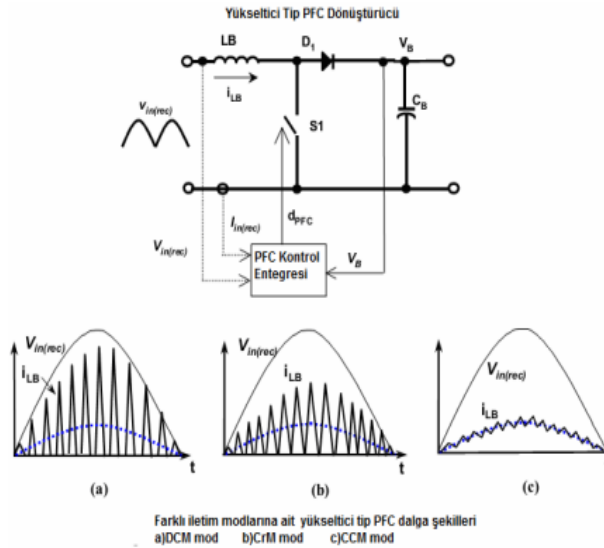 Yükseltici Tip PFC Dönüştürücü
LB
D1
VB
iLB
CB
vin(rec)
S1
Iin(rec)
dPFC
Vin(rec)
PFC Kontrol
Entegresi
VB
Vin(rec)
iLB
t
(a)
Vin(rec)
iLB
t
(b)
Vin(rec)
iLB
t
(c)
Farklı iletim modlarına ait yükseltici tip PFC dalga şekilleri
a)DCM mod b)CrM mod c)CCM mod